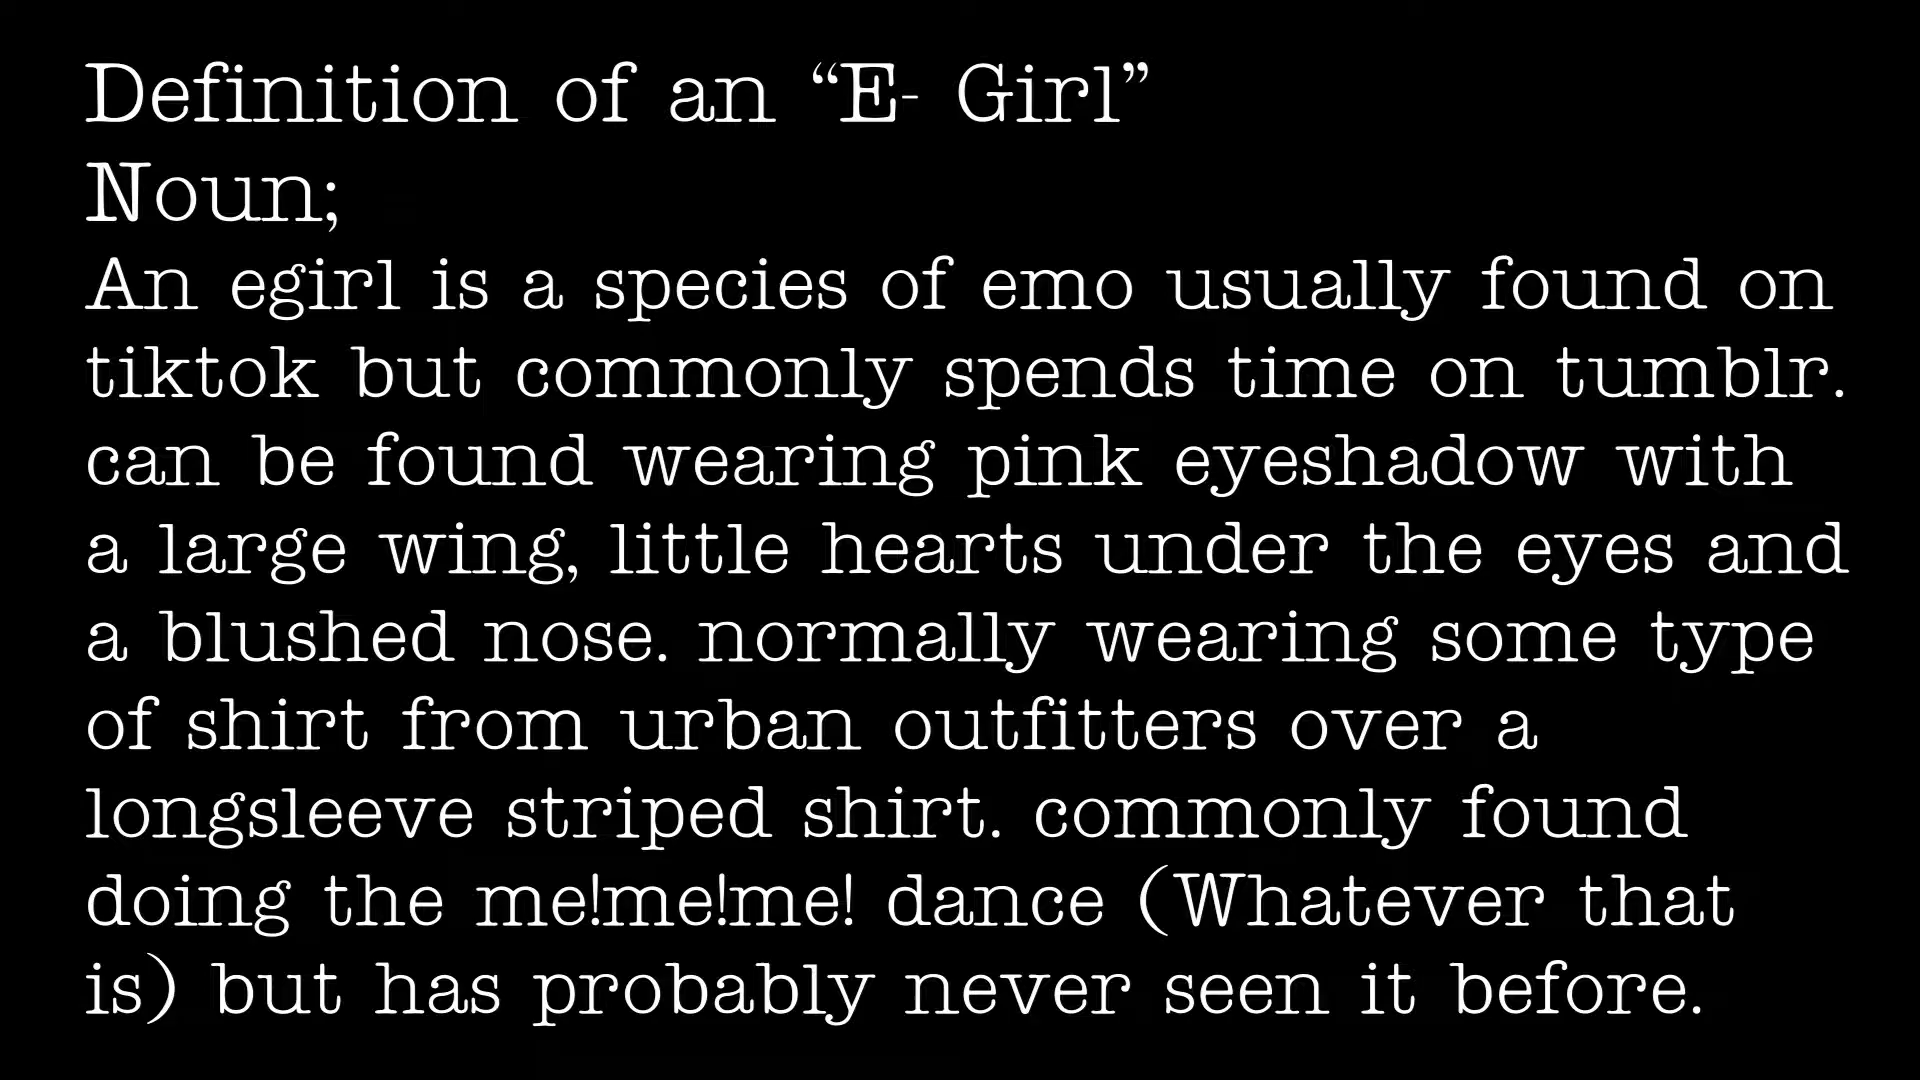 Definition of an “E- Girl”
Noun;
An egirl is a species of emo usually found on
tiktok but commonly spends time on tumblr.
can be found wearing pink eyeshadow with
a large wing, little hearts under the eyes and
a blushed nose. normally wearing some type
of shirt from urban outfitters over a
longsleeve striped shirt. commonly found
doing the me!me!me! dance (Whatever that
is) but has probably never seen it before.